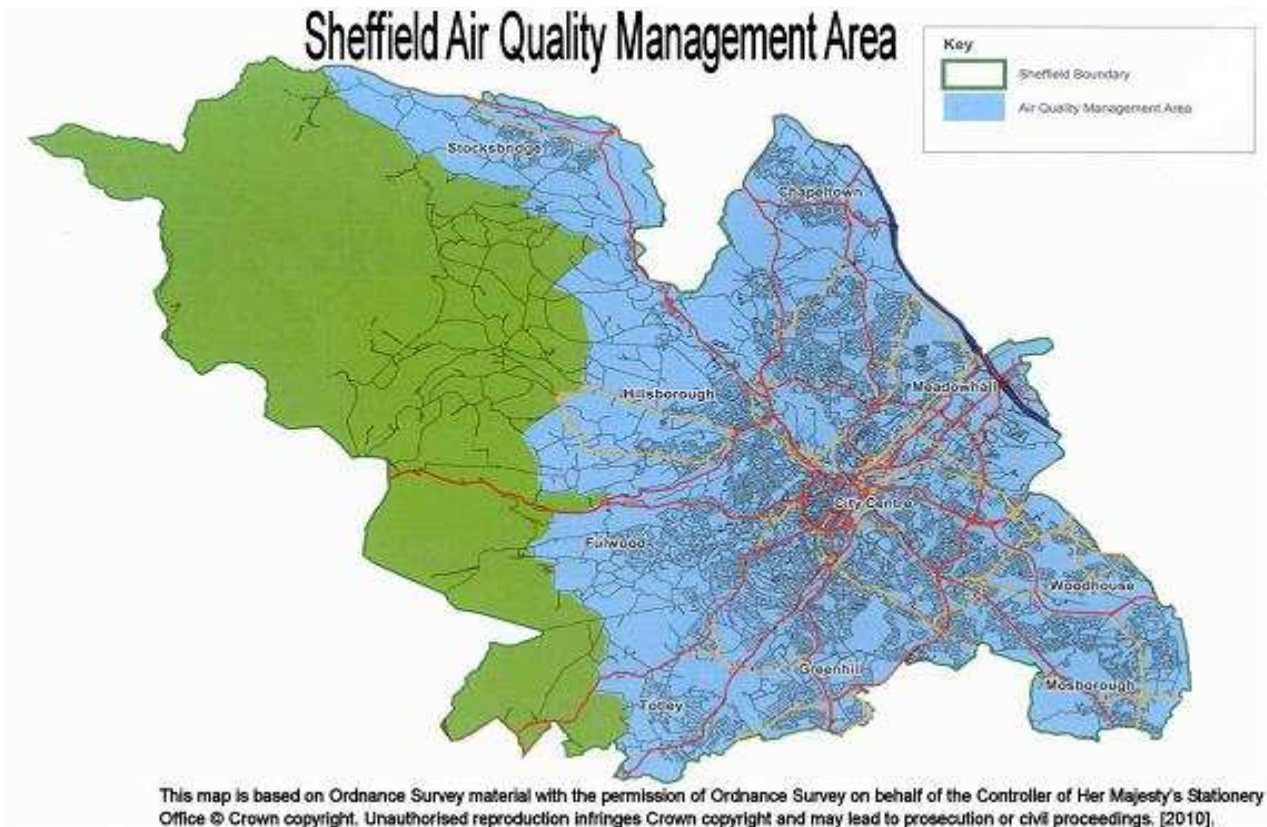 Sheffield Air Quality Management Area
Key
Sheffield Boundary
Air Quality Management Area
Stocksbridge
Chapeltown
Hillsborough
Meadowhall
City Centre
Fulwood
Woodhouse
Greenhill
Mosborough
Totley
This map is based on Ordnance Survey material with the permission of Ordnance Survey on behalf of the Controller of Her Majesty's Stationery
Office © Crown copyright. Unauthorised reproduction infringes Crown copyright and may lead to prosecution or civil proceedings. [2010].